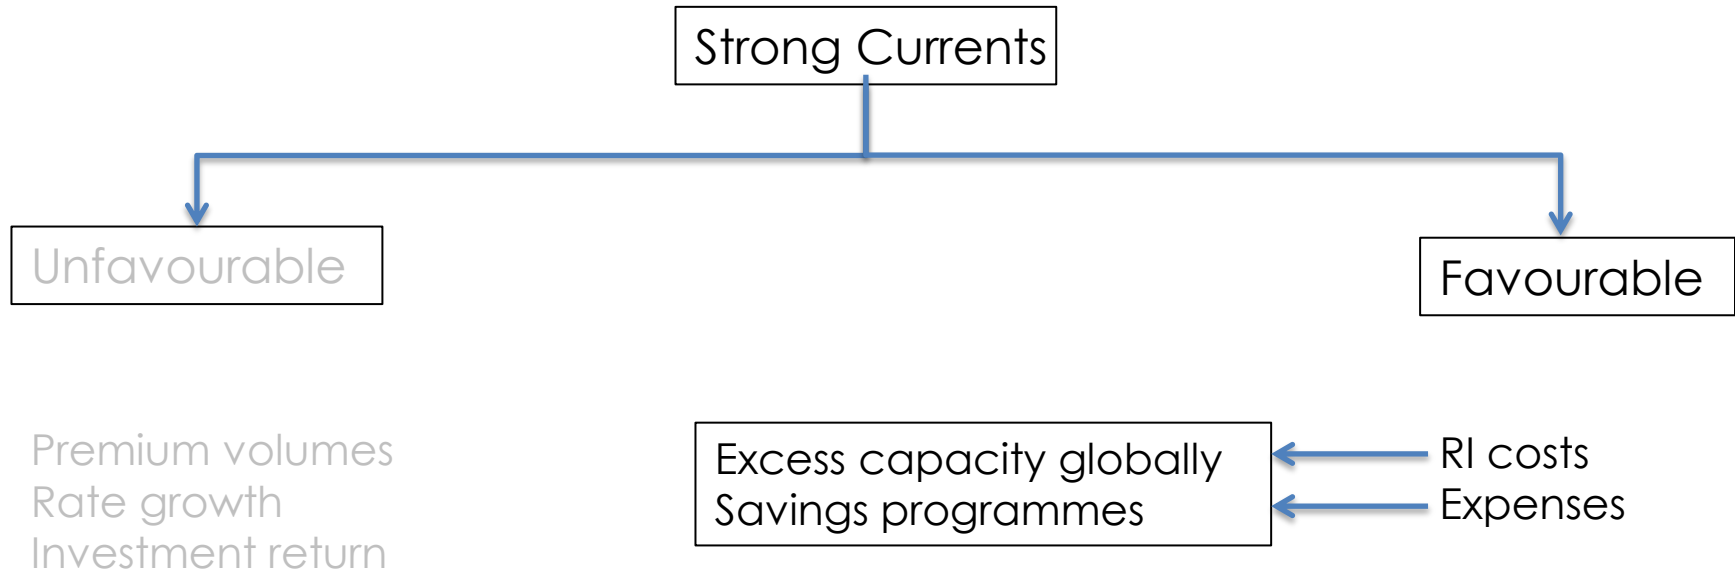 Strong Currents
Unfavourable
Favourable
Premium volumes
Rate growth
Investment return
Excess capacity globally
Savings programmes
RI costs
Expenses